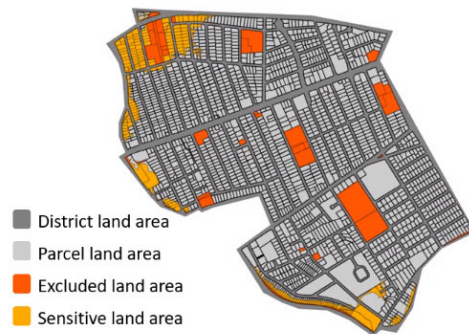 District land area
Parcel land area
Excluded land area
Sensitive land area